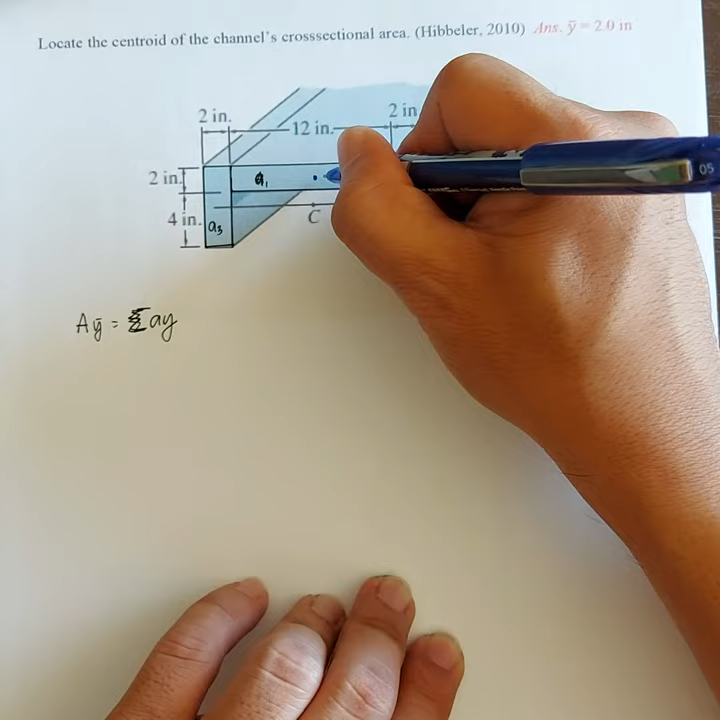 Locate the centroid of the channel's crosssectional area. (Hibbeler, 2010) Ans. ȳ = 2.0 in
2 in.
12 in.
2 in
2 in.
a₁
4 in.
a₃
C
Aȳ = Σay
05